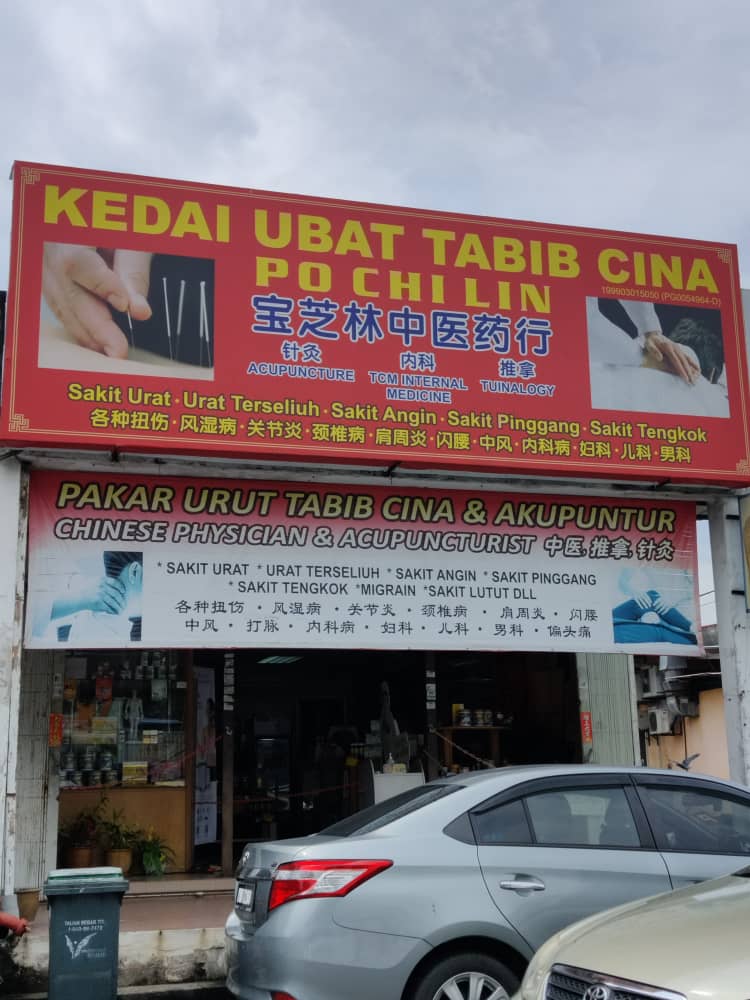 KEDAI UBAT TABIB CINA
PO CHI LIN
199903015050 (PG0054964-D)
宝芝林中医药行
针灸 内科 推拿
ACUPUNCTURE TCM INTERNAL MEDICINE TUINALOGY
Sakit Urat · Urat Terseliuh · Sakit Angin · Sakit Pinggang · Sakit Tengkok
各种扭伤 · 风湿病 · 关节炎 · 颈椎病 · 肩周炎 · 闪腰 · 中风 · 内科病 · 妇科 · 儿科 · 男科
PAKAR URUT TABIB CINA & AKUPUNTUR
CHINESE PHYSICIAN & ACUPUNCTURIST 中医,推拿,针灸
* SAKIT URAT * URAT TERSELIUH * SAKIT ANGIN * SAKIT PINGGANG
* SAKIT TENGKOK *MIGRAIN *SAKIT LUTUT DLL
各种扭伤 · 风湿病 · 关节炎 · 颈椎病 · 肩周炎 · 闪腰
中风 · 打脉 · 内科病 · 妇科 · 儿科 · 男科 · 偏头痛